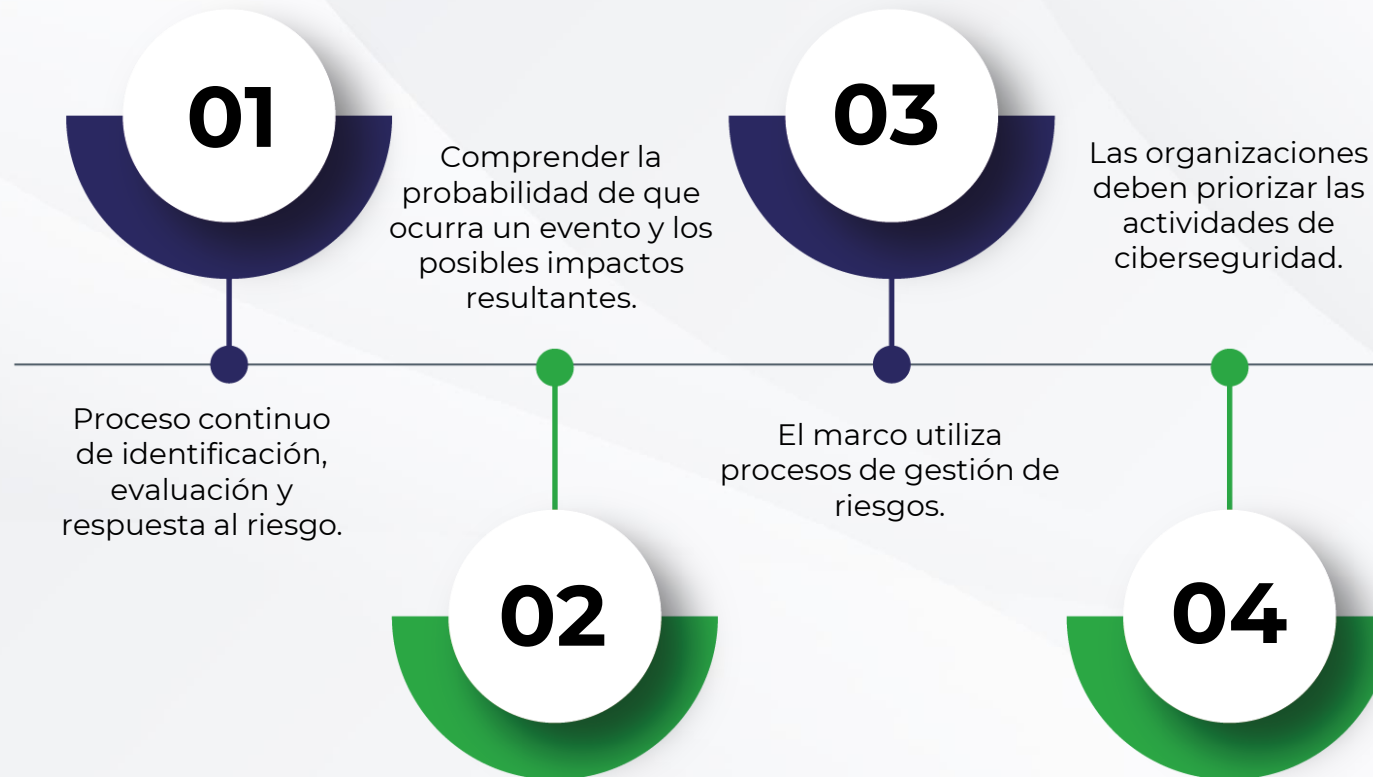 01
Proceso continuo
de identificación,
evaluación y
respuesta al riesgo.
Comprender la
probabilidad de que
ocurra un evento y los
posibles impactos
resultantes.
02
03
El marco utiliza
procesos de gestión de
riesgos.
Las organizaciones
deben priorizar las
actividades de
ciberseguridad.
04